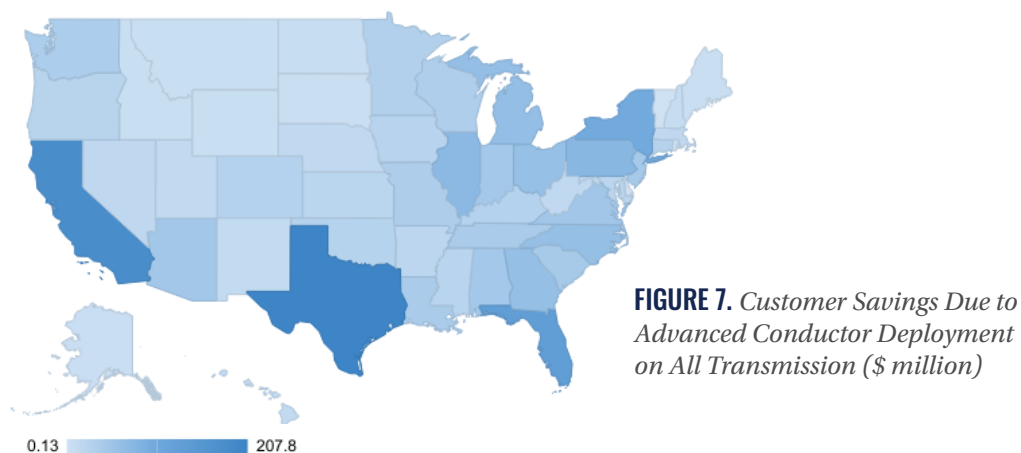 FIGURE 7. Customer Savings Due to
Advanced Conductor Deployment
on All Transmission ($ million)
0.13 207.8